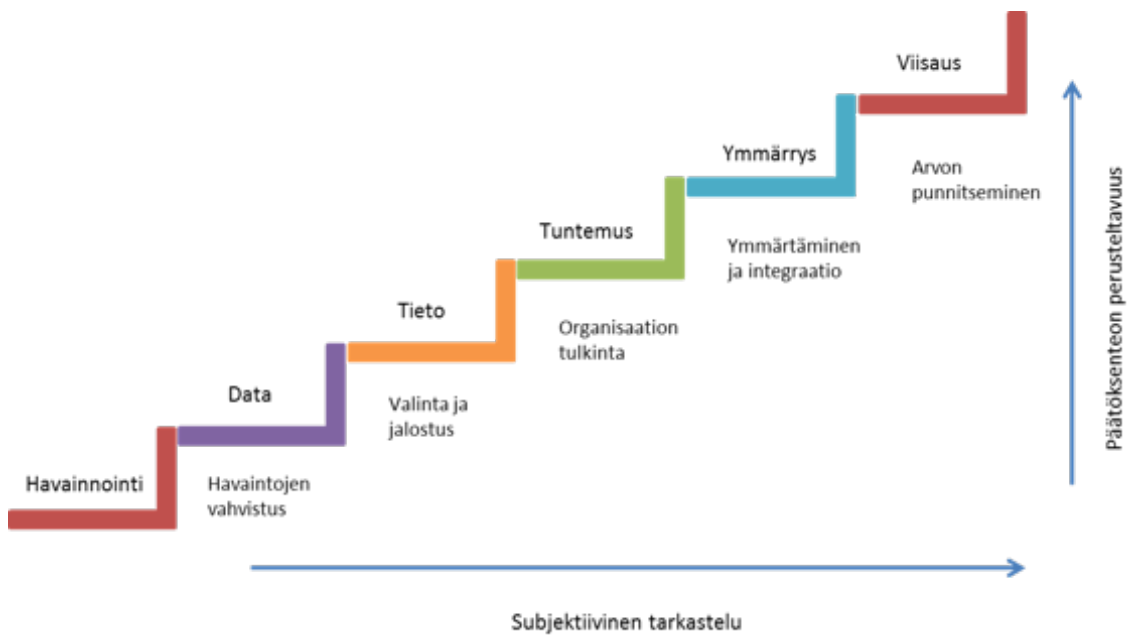 Viisaus
Ymmärrys
Arvon
punnitseminen
Tuntemus
Ymmärtäminen
ja integraatio
Tieto
Organisaation
tulkinta
Data
Valinta ja
jalostus
Havainnointi
Havaintojen
vahvistus
Päätöksenteon perusteltavuus
Subjektiivinen tarkastelu